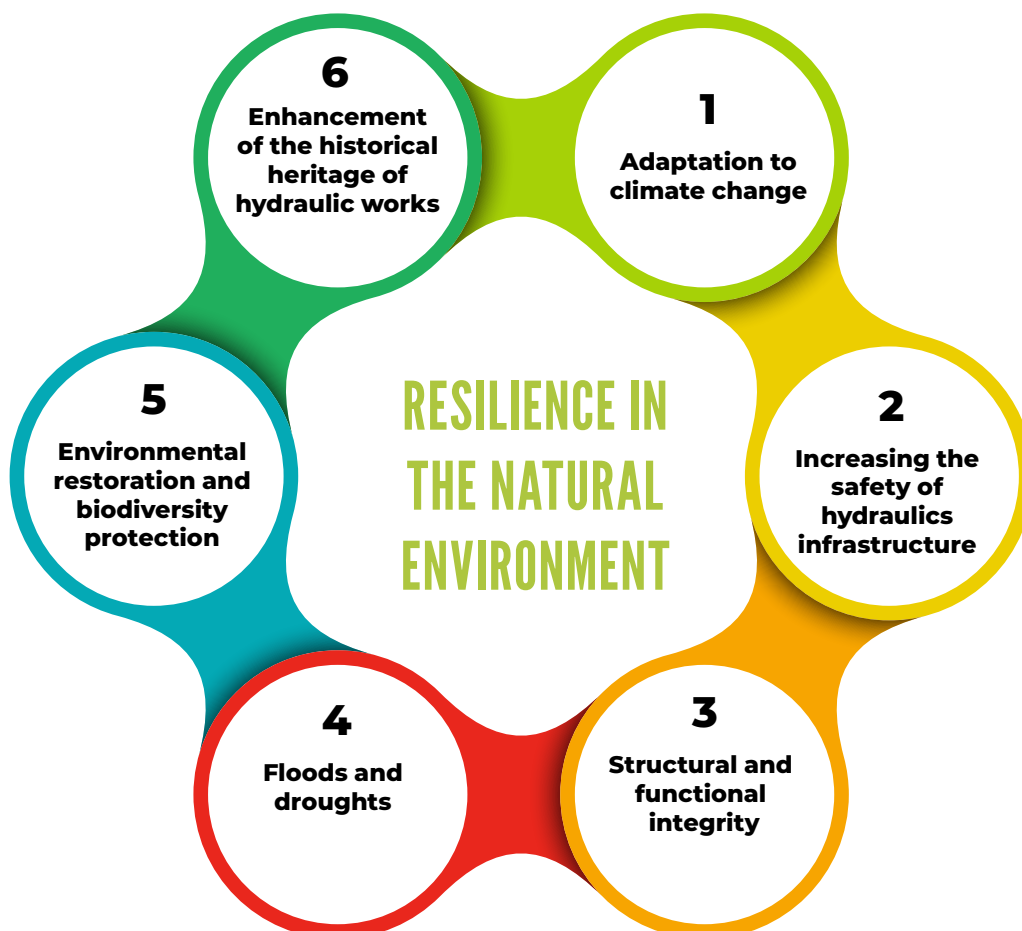 6
Enhancement
of the historical
heritage of
hydraulic works
1
Adaptation to
climate change
5
Environmental
restoration and
biodiversity
protection
RESILIENCE IN
THE NATURAL
ENVIRONMENT
2
Increasing the
safety of
hydraulics
infrastructure
4
Floods and
droughts
3
Structural and
functional
integrity